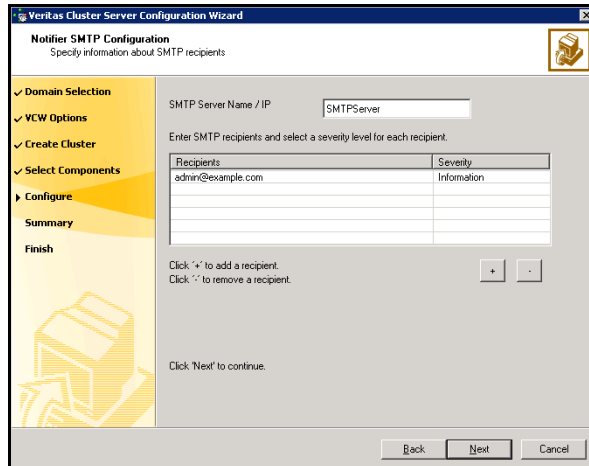 Veritas Cluster Server Configuration Wizard
Notifier SMTP Configuration
Specify information about SMTP recipients
Domain Selection
VCW Options
Create Cluster
Select Components
Configure
Summary
Finish
SMTP Server Name / IP
SMTPServer
Enter SMTP recipients and select a severity level for each recipient.
Recipients Severity
admin@example.com Information
Click '+' to add a recipient.
Click '-' to remove a recipient.
+ -
Click 'Next' to continue.
Back Next Cancel